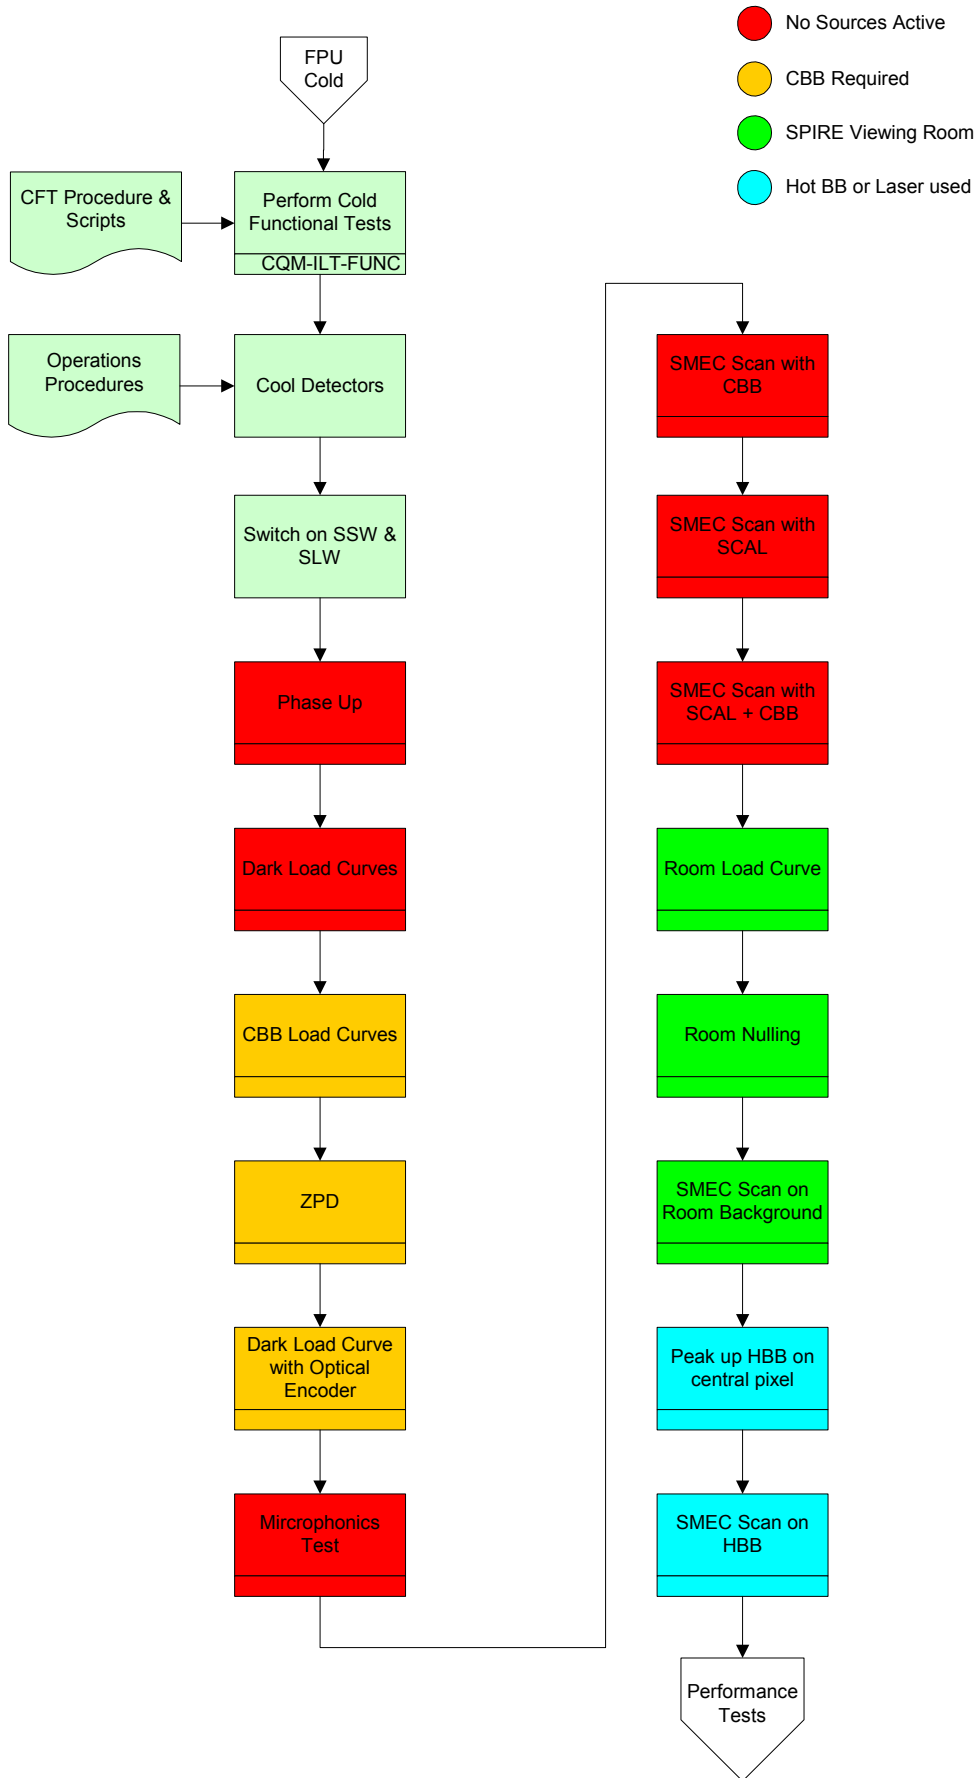 No Sources Active
CBB Required
SPIRE Viewing Room
Hot BB or Laser used
FPU
Cold
CFT Procedure &
Scripts
Perform Cold
Functional Tests
CQM-ILT-FUNC
Operations
Procedures
Cool Detectors
Switch on SSW &
SLW
Phase Up
Dark Load Curves
CBB Load Curves
ZPD
Dark Load Curve
with Optical
Encoder
Mircrophonics
Test
SMEC Scan with
CBB
SMEC Scan with
SCAL
SMEC Scan with
SCAL + CBB
Room Load Curve
Room Nulling
SMEC Scan on
Room Background
Peak up HBB on
central pixel
SMEC Scan on
HBB
Performance
Tests